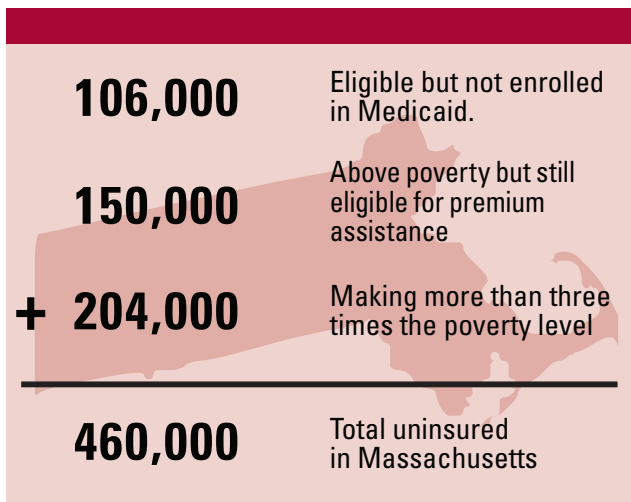 106,000 Eligible but not enrolled
in Medicaid.
150,000 Above poverty but still
eligible for premium
assistance
+ 204,000 Making more than three
times the poverty level
460,000 Total uninsured
in Massachusetts